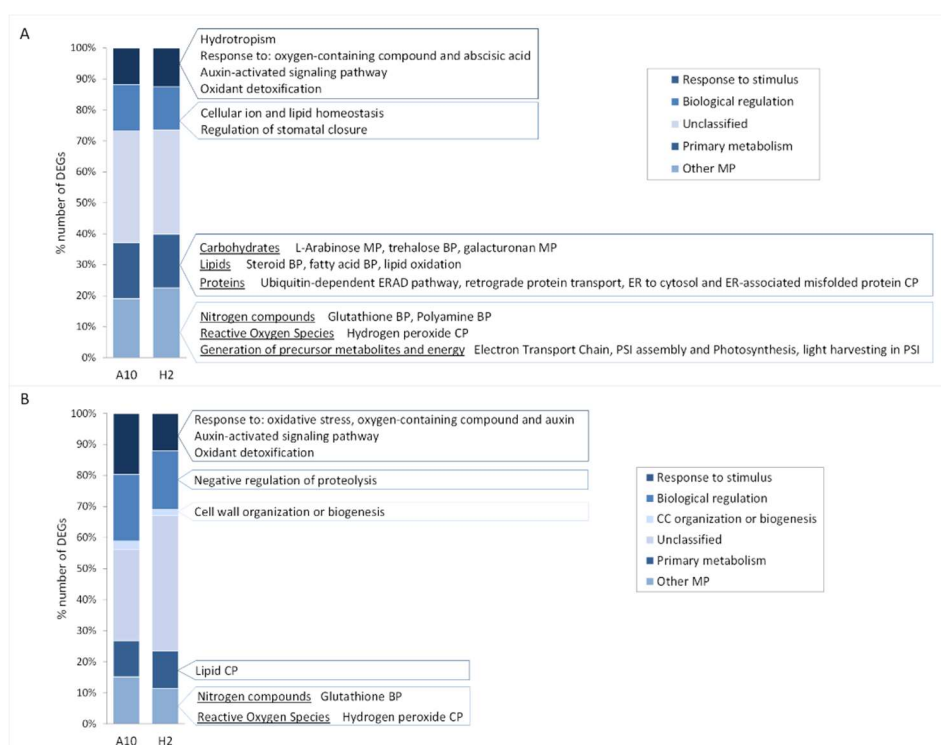 A
% number of DEGs
100%
90%
80%
70%
60%
50%
40%
30%
20%
10%
0%
A10 H2
Hydrotropism
Response to: oxygen-containing compound and abscisic acid
Auxin-activated signaling pathway
Oxidant detoxification
Cellular ion and lipid homeostasis
Regulation of stomatal closure
Carbohydrates L-Arabinose MP, trehalose BP, galacturonan MP
Lipids Steroid BP, fatty acid BP, lipid oxidation
Proteins Ubiquitin-dependent ERAD pathway, retrograde protein transport, ER to cytosol and ER-associated misfolded protein CP
Nitrogen compounds Glutathione BP, Polyamine BP
Reactive Oxygen Species Hydrogen peroxide CP
Generation of precursor metabolites and energy Electron Transport Chain, PSI assembly and Photosynthesis, light harvesting in PSI
Response to stimulus
Biological regulation
Unclassified
Primary metabolism
Other MP
B
% number of DEGs
100%
90%
80%
70%
60%
50%
40%
30%
20%
10%
0%
A10 H2
Response to: oxidative stress, oxygen-containing compound and auxin
Auxin-activated signaling pathway
Oxidant detoxification
Negative regulation of proteolysis
Cell wall organization or biogenesis
Lipid CP
Nitrogen compounds Glutathione BP
Reactive Oxygen Species Hydrogen peroxide CP
Response to stimulus
Biological regulation
CC organization or biogenesis
Unclassified
Primary metabolism
Other MP